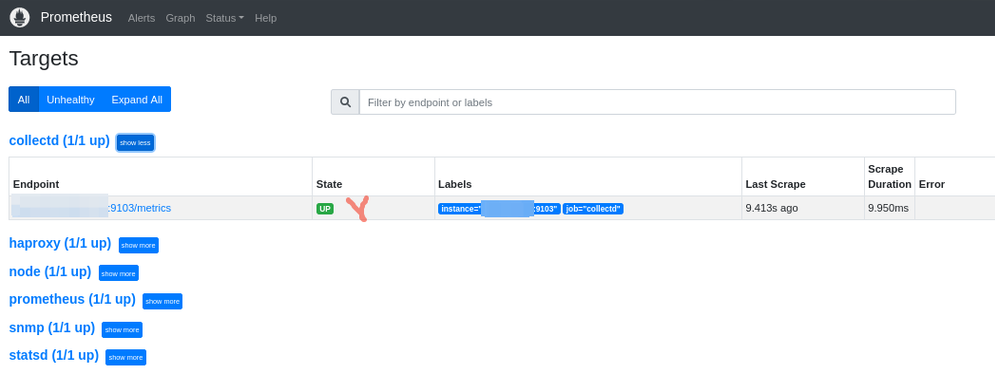 Prometheus Alerts Graph Status Help
Targets
All Unhealthy Expand All
Filter by endpoint or labels
collectd (1/1 up) show less
Endpoint State Labels Last Scrape Scrape Duration Error
:9103/metrics UP instance=" :9103" job="collectd" 9.413s ago 9.950ms
haproxy (1/1 up) show more
node (1/1 up) show more
prometheus (1/1 up) show more
snmp (1/1 up) show more
statsd (1/1 up) show more